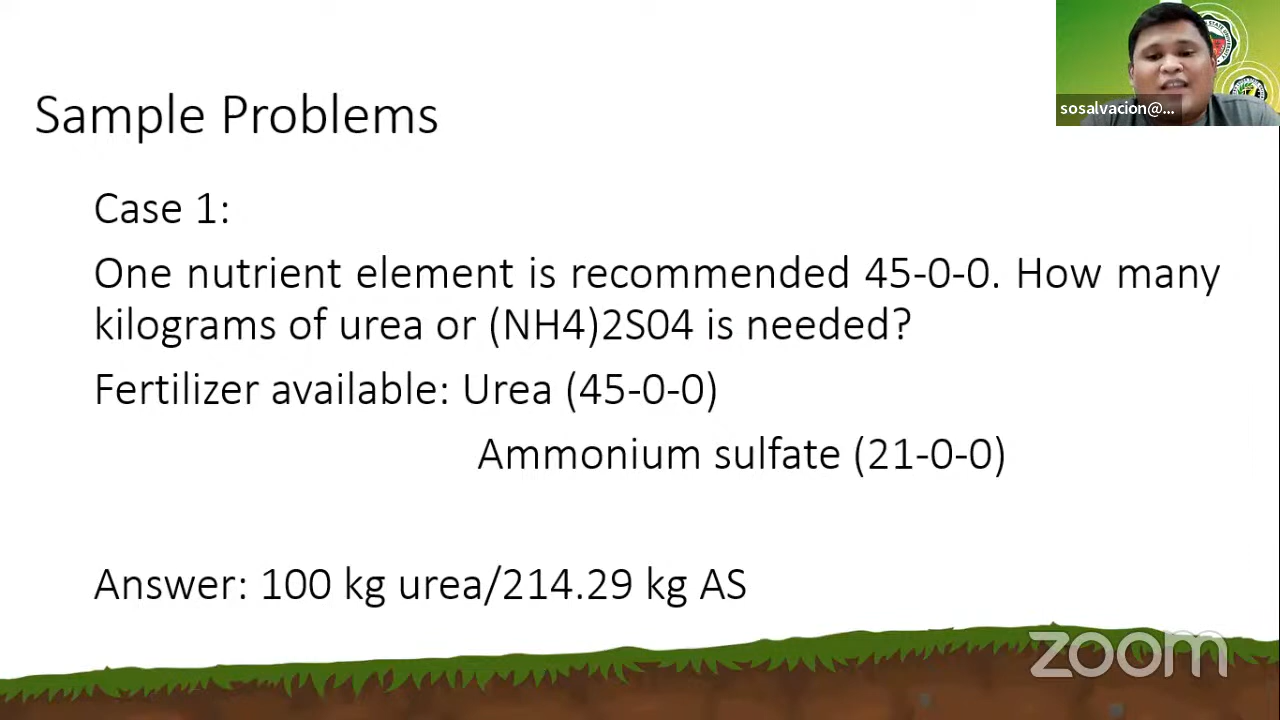 sosalvacion@...
Sample Problems
Case 1:
One nutrient element is recommended 45-0-0. How many
kilograms of urea or (NH4)2S04 is needed?
Fertilizer available: Urea (45-0-0)
Ammonium sulfate (21-0-0)
Answer: 100 kg urea/214.29 kg AS
zoom